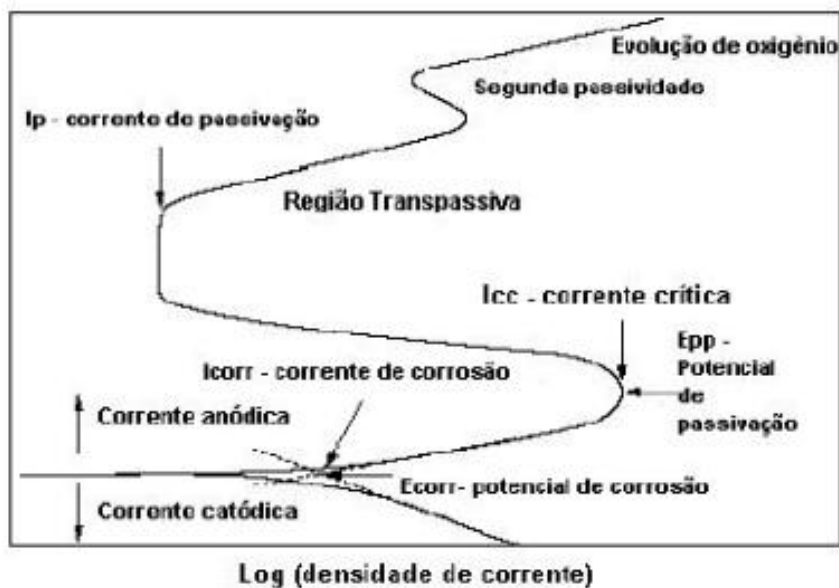 Evolução de oxigénio
Segunda passividade
Ip - corrente de passivação
Região Transpassiva
Icc - corrente crítica
Epp -
Potencial
de
passivação
Icorr - corrente de corrosão
Corrente anódica
Ecorr- potencial de corrosão
Corrente catódica
Log (densidade de corrente)